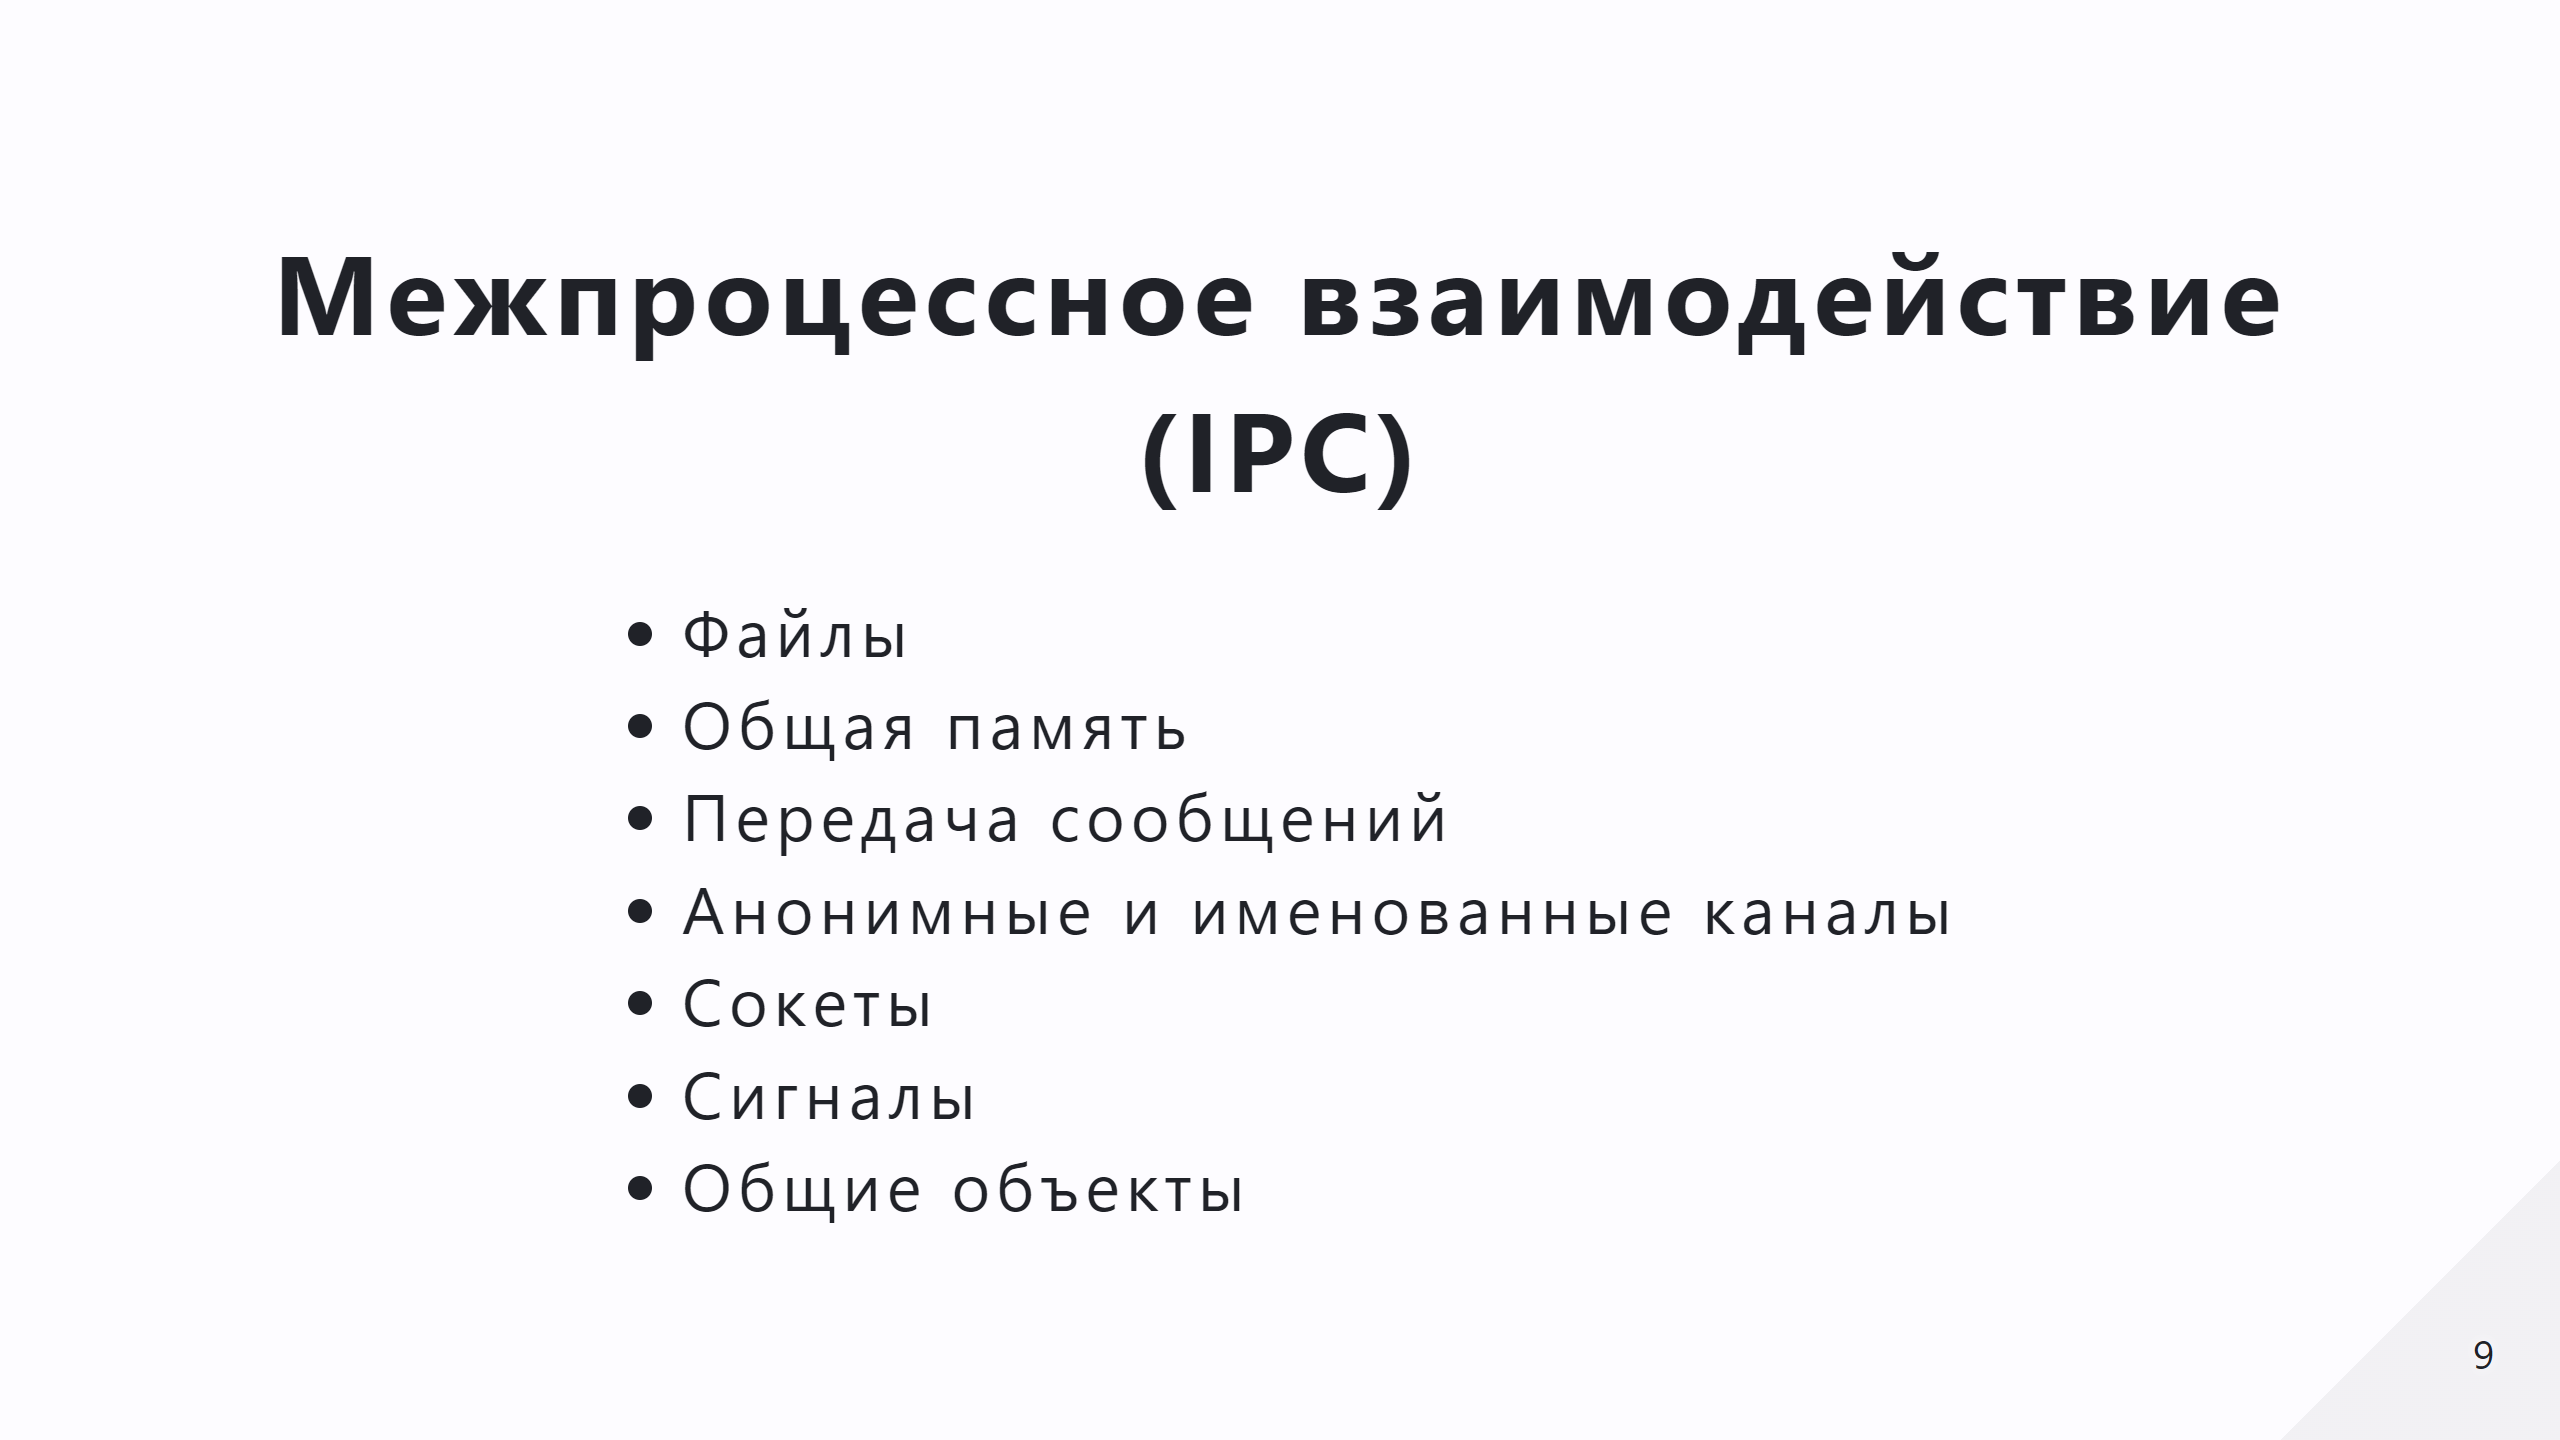 Межпроцессное взаимодействие
(IPC)
• Файлы
• Общая память
• Передача сообщений
• Анонимные и именованные каналы
• Сокеты
• Сигналы
• Общие объекты
9